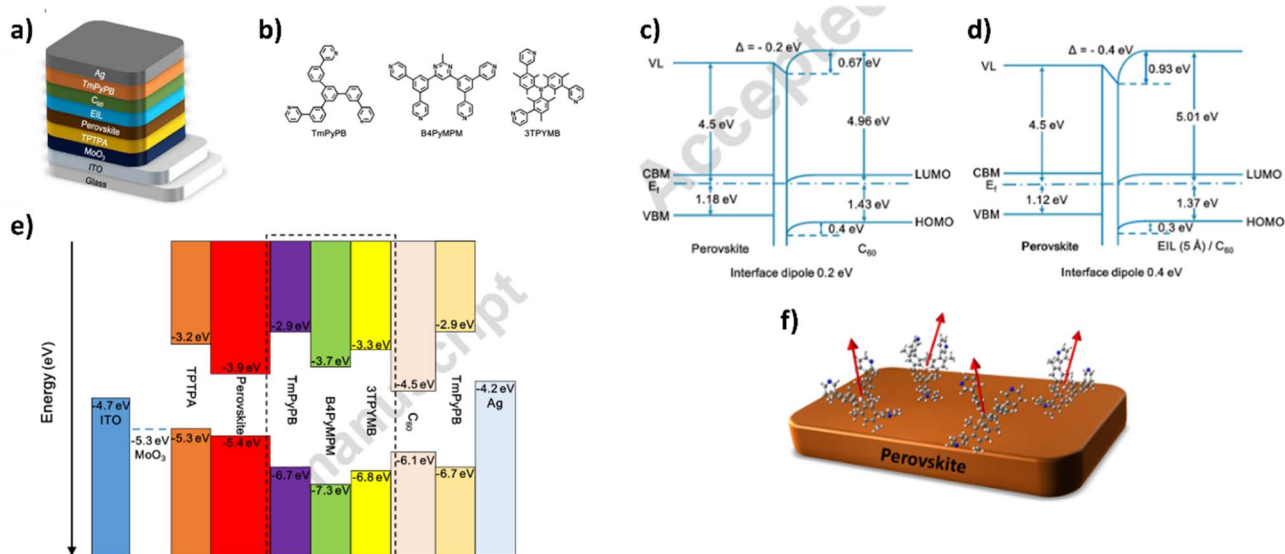 a)
Ag
TmPyPB
C60
EIL
Perovskite
TPTPA
MoO3
ITO
Glass
b)
TmPyPB
B4PyMPM
3TPYMB
c)
Δ = - 0.2 eV
VL
0.67 eV
4.5 eV
4.96 eV
CBM
LUMO
Ef
1.18 eV
1.43 eV
VBM
HOMO
0.4 eV
Perovskite
C60
Interface dipole 0.2 eV
d)
Δ = - 0.4 eV
VL
0.93 eV
4.5 eV
5.01 eV
CBM
LUMO
Ef
1.12 eV
1.37 eV
VBM
HOMO
0.3 eV
Perovskite
EIL (5 Å) / C60
Interface dipole 0.4 eV
e)
Energy (eV)
-4.7 eV
ITO
-5.3 eV
MoO3
-3.2 eV
TPTPA
-5.3 eV
-3.9 eV
Perovskite
-5.4 eV
-2.9 eV
TmPyPB
-6.7 eV
-3.7 eV
B4PyMPM
-7.3 eV
-3.3 eV
3TPYMB
-6.8 eV
-4.5 eV
C60
-6.1 eV
-2.9 eV
TmPyPB
-6.7 eV
-4.2 eV
Ag
f)
Perovskite
Accepted
manuscript